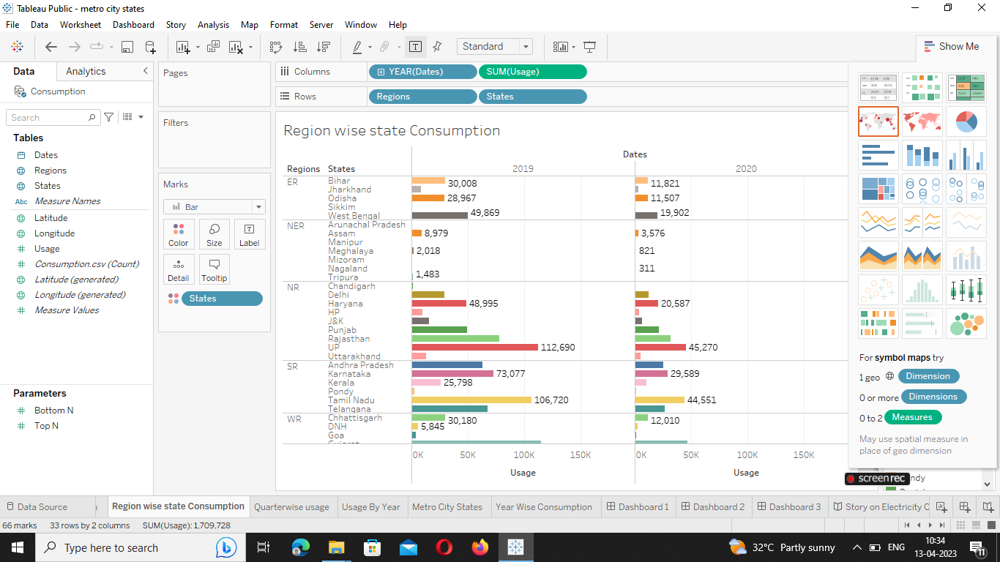 Tableau Public - metro city states
File Data Worksheet Dashboard Story Analysis Map Format Server Window Help
Standard
Show Me
Data Analytics
Consumption
Search
Tables
Dates
Regions
States
Abc Measure Names
Latitude
Longitude
Usage
Consumption.csv (Count)
Latitude (generated)
Longitude (generated)
Measure Values
Parameters
Bottom N
Top N
Pages
Filters
Marks
Bar
Color Size Label
Detail Tooltip
States
Columns YEAR(Dates) SUM(Usage)
Rows Regions States
Region wise state Consumption
Dates
Regions States 2019 2020
ER Bihar 30,008 11,821
Jharkhand
Odisha 28,967 11,507
Sikkim
West Bengal 49,869 19,902
NER Arunachal Pradesh
Assam 8,979 3,576
Manipur
Meghalaya 2,018 821
Mizoram
Nagaland 311
Tripura 1,483
NR Chandigarh
Delhi
Haryana 48,995 20,587
HP
J&K
Punjab
Rajasthan
UP 112,690 45,270
Uttarakhand
SR Andhra Pradesh
Karnataka 73,077 29,589
Kerala 25,798
Pondy
Tamil Nadu 106,720 44,551
Telangana
WR Chhattisgarh 30,180 12,010
DNH 5,845
Goa
Gujarat
0K 50K 100K 150K 0K 50K 100K 150K
Usage Usage
For symbol maps try
1 geo Dimension
0 or more Dimensions
0 to 2 Measures
May use spatial measure in
place of geo dimension
screenrec
ndy
Data Source Region wise state Consumption Quarterwise usage Usage By Year Metro City States Year Wise Consumption Dashboard 1 Dashboard 2 Dashboard 3 Story on Electricity C
66 marks 33 rows by 2 columns SUM(Usage): 1,709,728
Type here to search
32°C Partly sunny ENG 10:34
13-04-2023 11